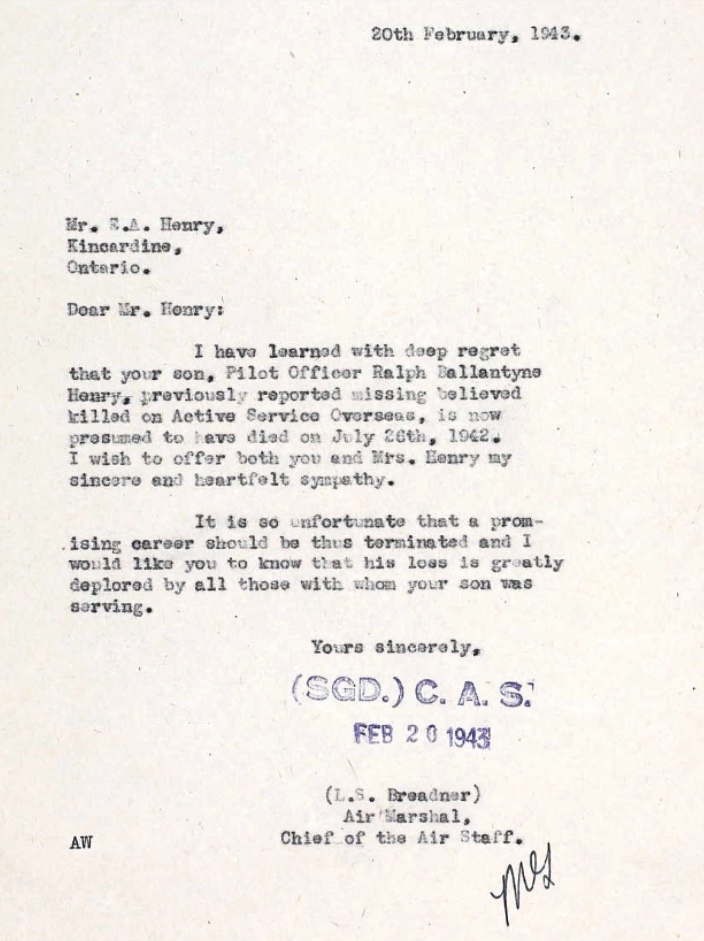 20th February, 1943.
Mr. E.A. Henry,
Kincardine,
Ontario.
Dear Mr. Henry:
I have learned with deep regret
that your son, Pilot Officer Ralph Ballantyne
Henry, previously reported missing believed
killed on Active Service Overseas, is now
presumed to have died on July 26th, 1942.
I wish to offer both you and Mrs. Henry my
sincere and heartfelt sympathy.
It is so unfortunate that a prom-
ising career should be thus terminated and I
would like you to know that his loss is greatly
deplored by all those with whom your son was
serving.
Yours sincerely,
(SGD.) C. A. S.
FEB 20 1943
(L.S. Breadner)
Air Marshal,
Chief of the Air Staff.
AW